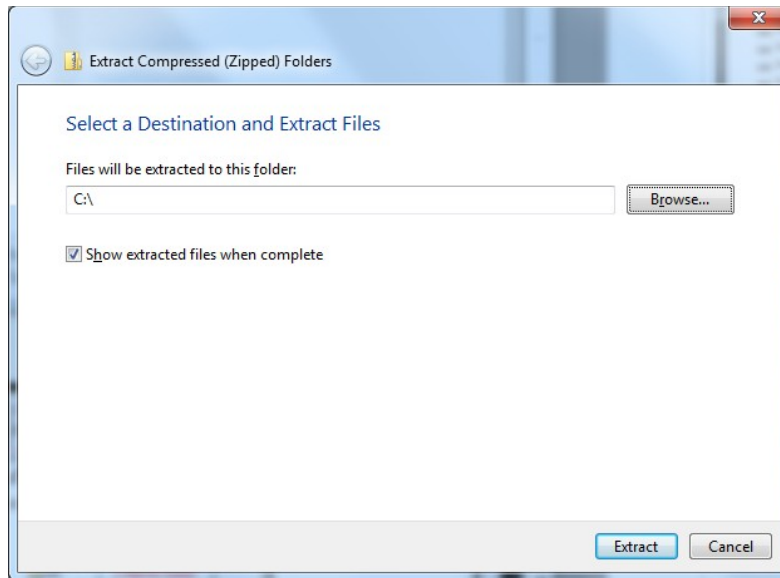 Extract Compressed (Zipped) Folders
Select a Destination and Extract Files
Files will be extracted to this folder:
C:\
Browse...
Show extracted files when complete
Extract
Cancel